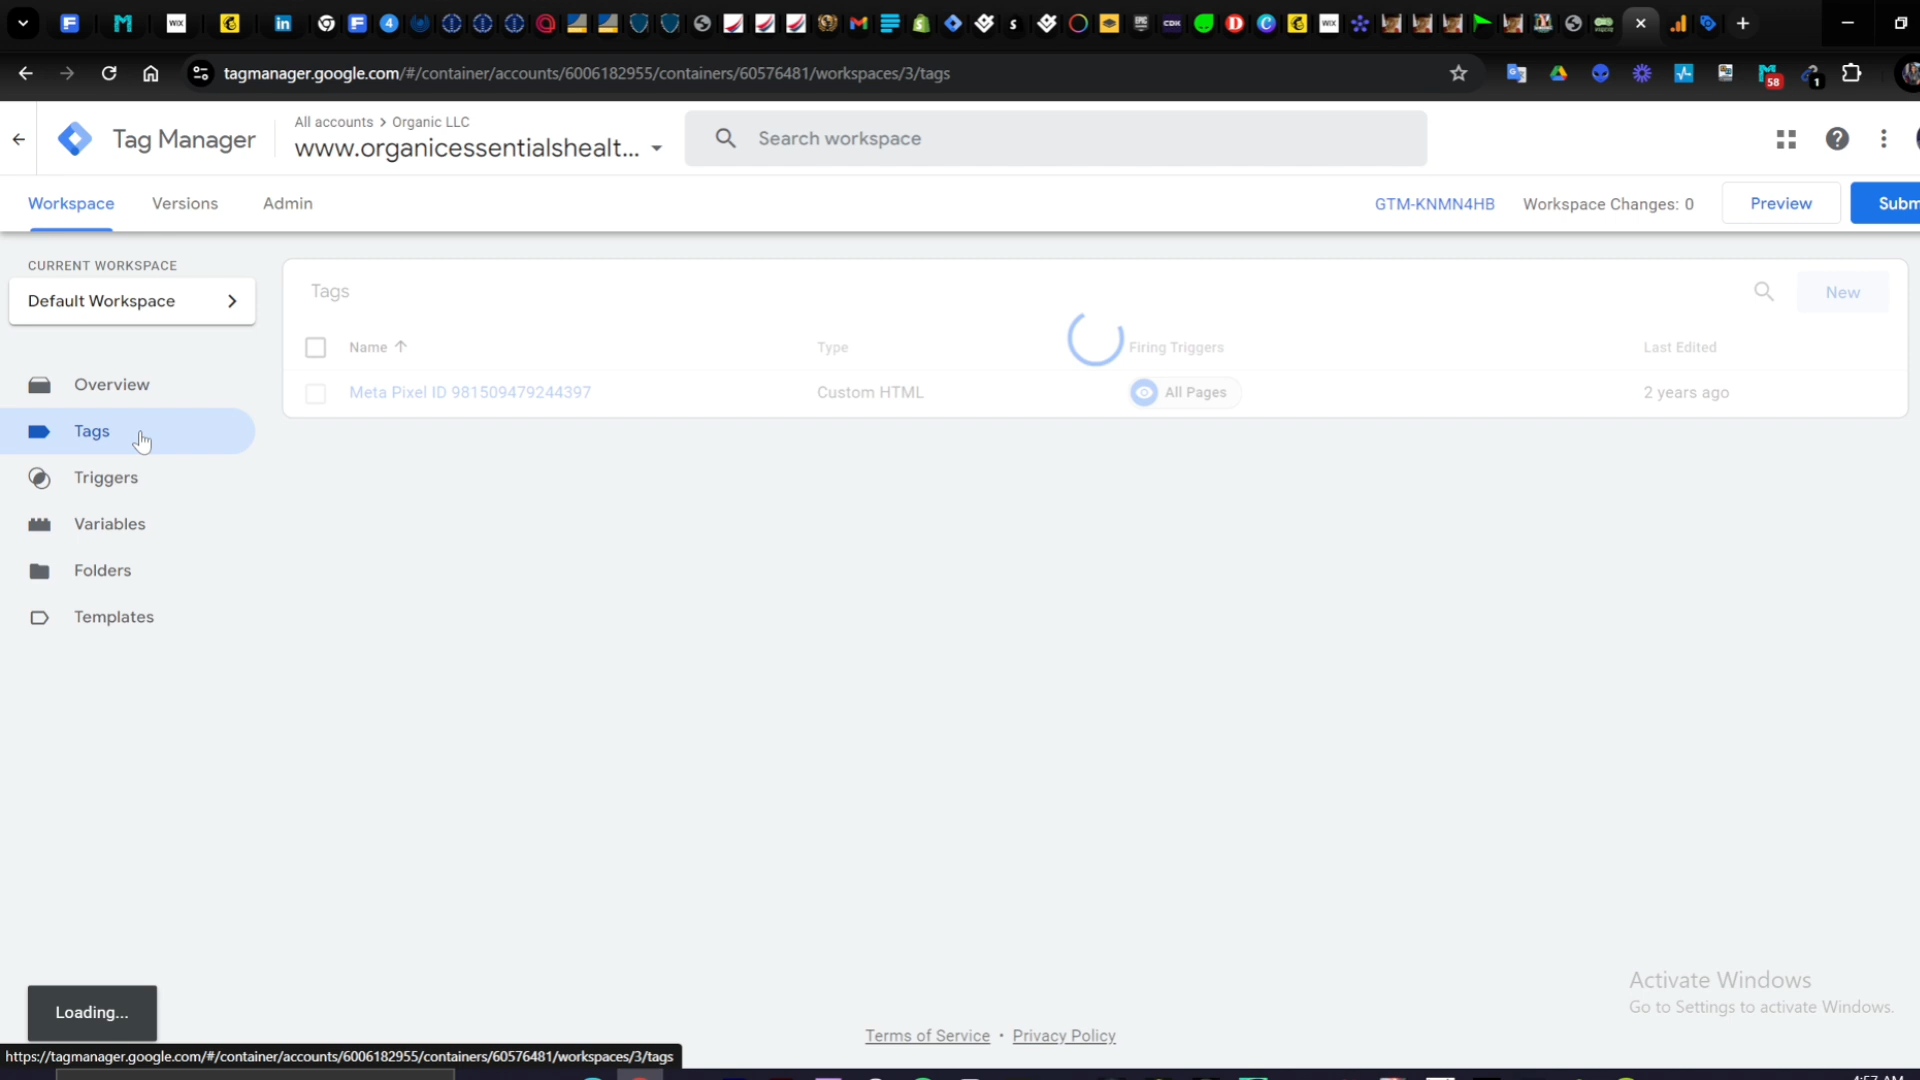 tagmanager.google.com/#/container/accounts/6006182955/containers/60576481/workspaces/3/tags
58
1
Tag Manager
All accounts > Organic LLC
www.organicessentialshealt...
Search workspace
Workspace
Versions
Admin
GTM-KNMN4HB
Workspace Changes: 0
Preview
Subm
CURRENT WORKSPACE
Default Workspace
Overview
Tags
Triggers
Variables
Folders
Templates
Tags
New
Name
Type
Firing Triggers
Last Edited
Meta Pixel ID 981509479244397
Custom HTML
All Pages
2 years ago
Loading...
Activate Windows
Go to Settings to activate Windows.
Terms of Service • Privacy Policy
https://tagmanager.google.com/#/container/accounts/6006182955/containers/60576481/workspaces/3/tags